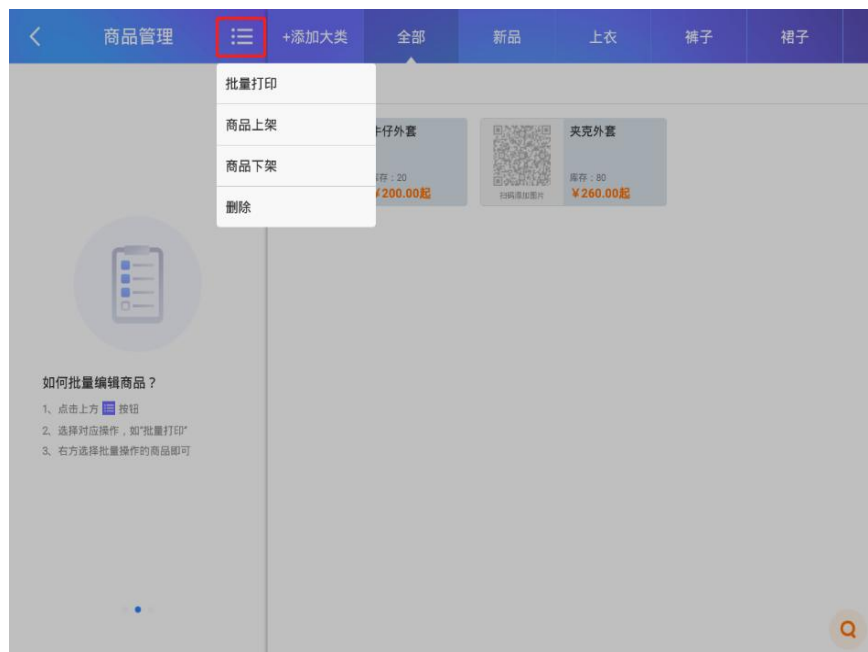 商品管理
+添加大类
全部
新品
上衣
裤子
裙子
批量打印
商品上架
商品下架
删除
仔外套
存：20
¥200.00起
夹克外套
库存：80
¥260.00起
扫码添加图片
如何批量编辑商品？
1、点击上方 按钮
2、选择对应操作，如"批量打印"
3、右方选择批量操作的商品即可